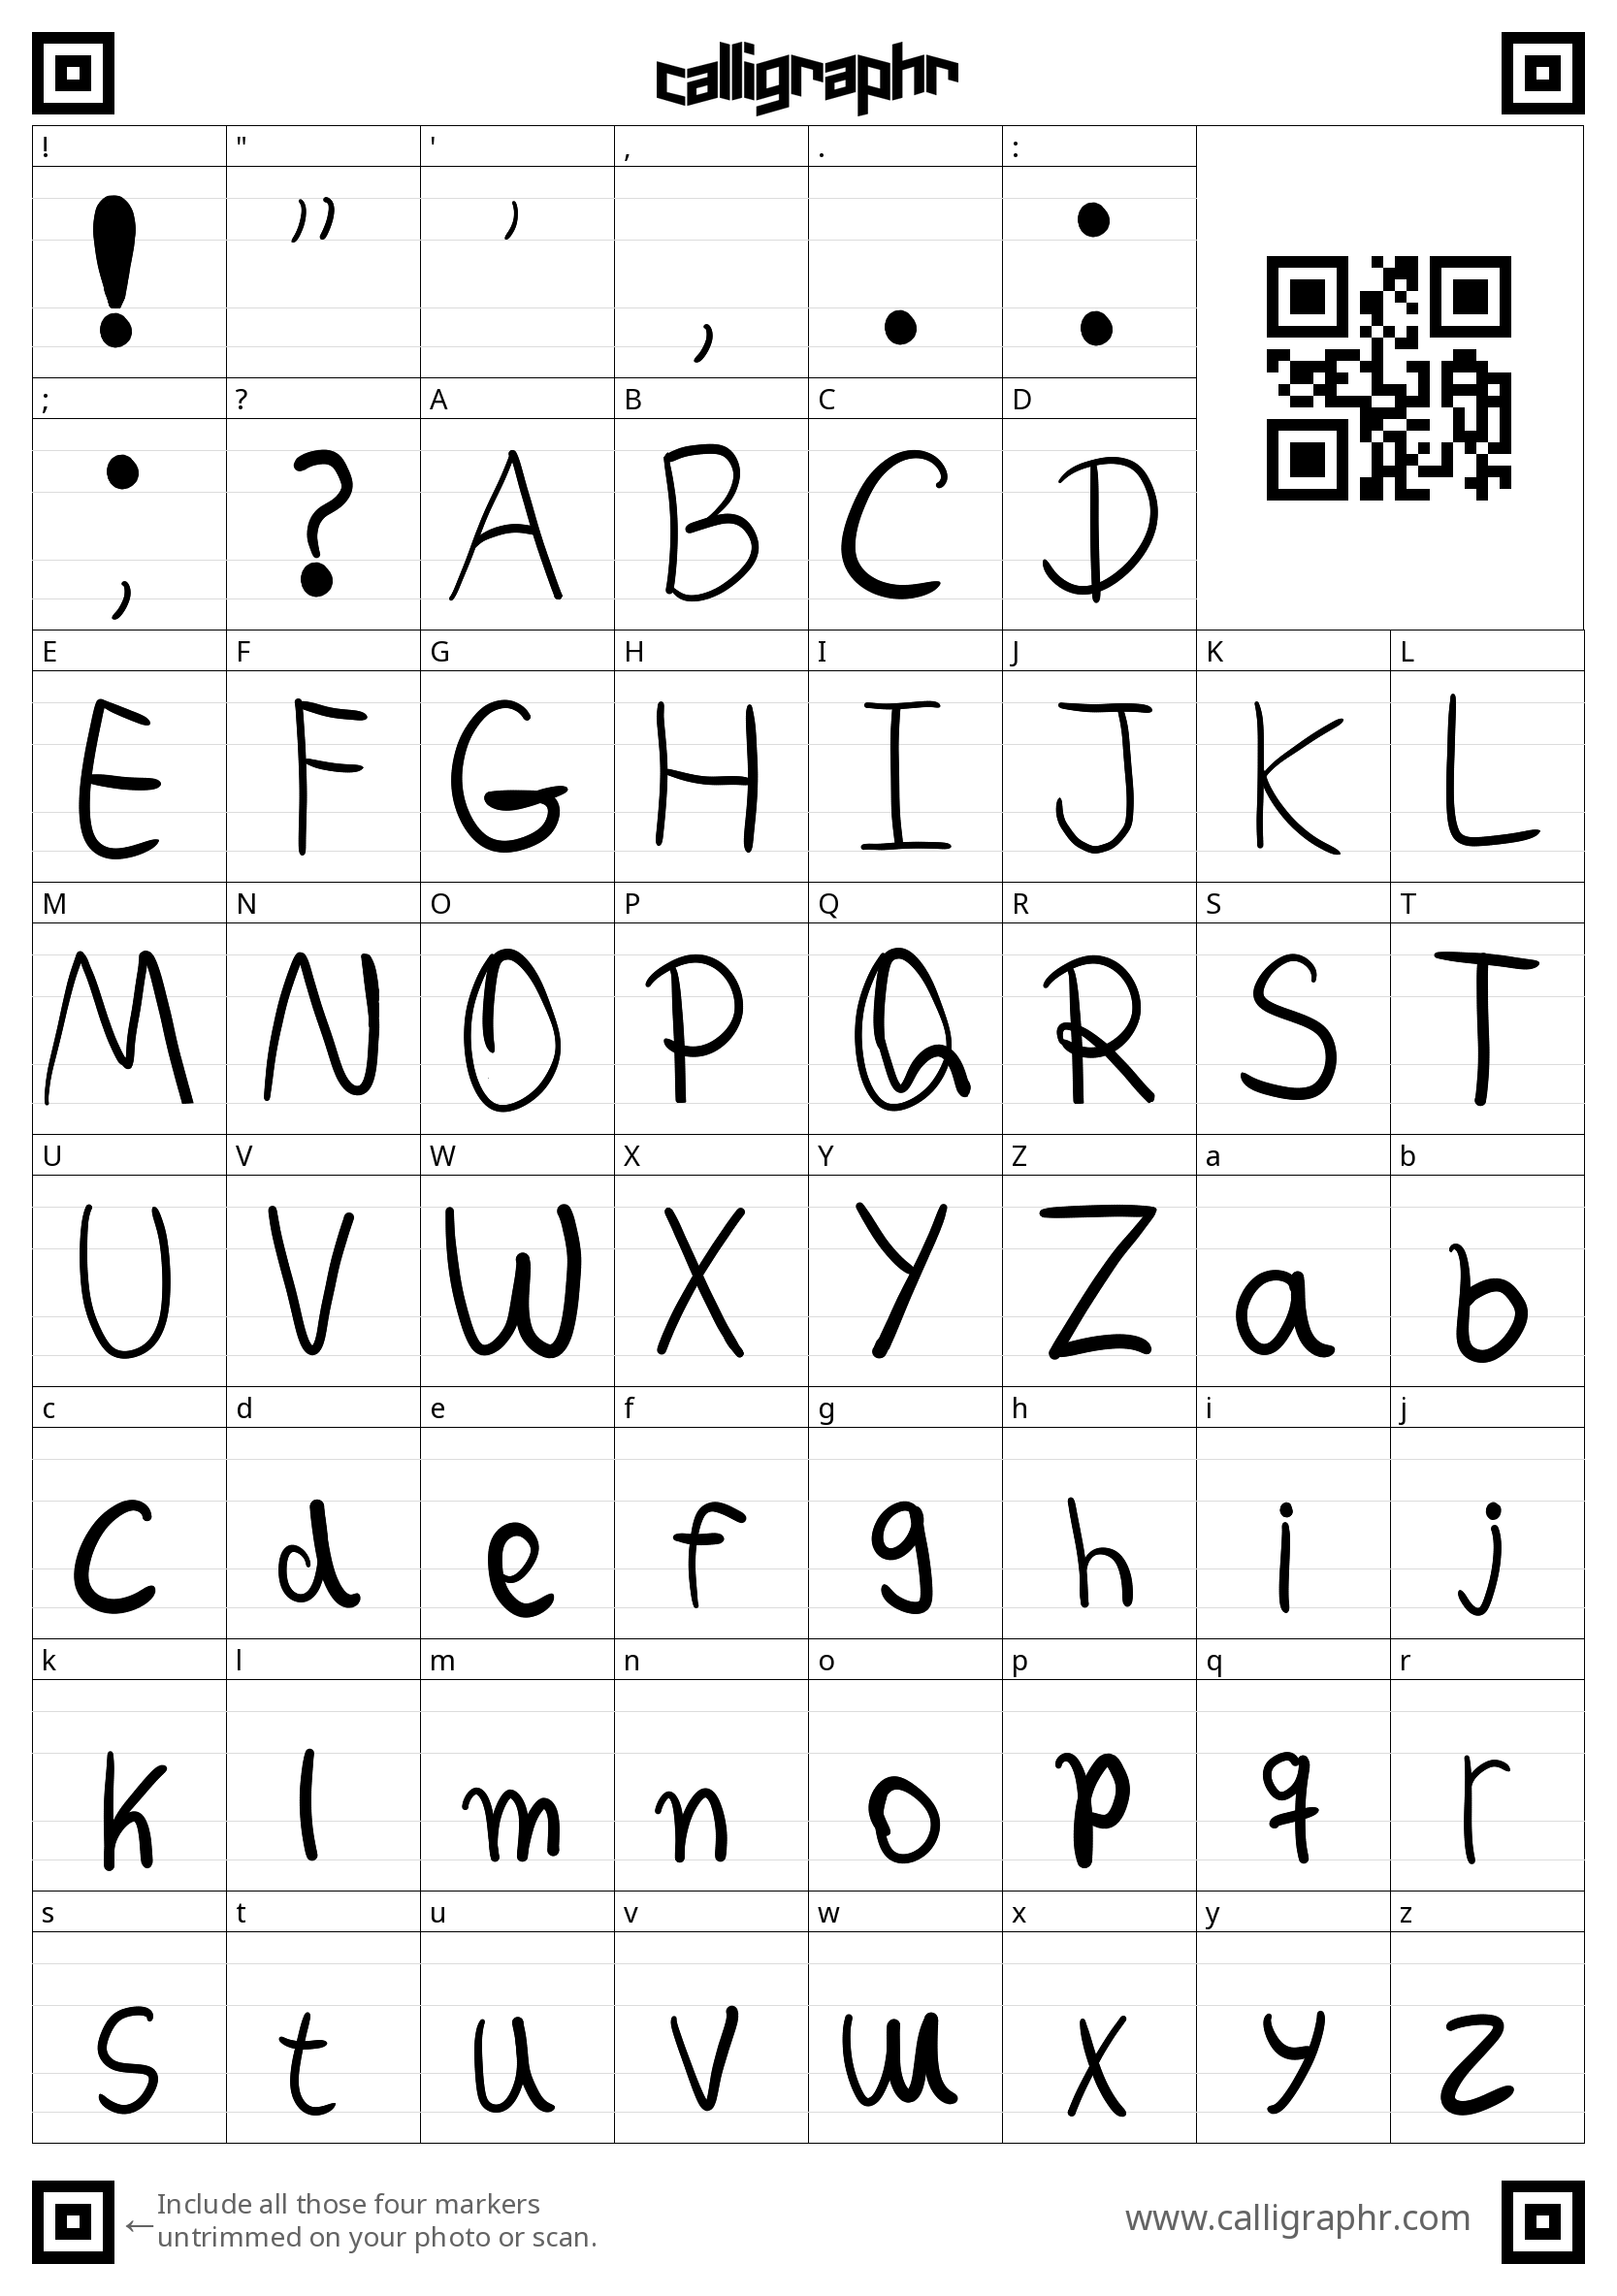 calligraphr
! " ' , . :
! " ' , . :
; ? A B C D
; ? A B C D
E F G H I J K L
E F G H I J K L
M N O P Q R S T
M N O P Q R S T
U V W X Y Z a b
U V W X Y Z a b
c d e f g h i j
c d e f g h i j
k l m n o p q r
k l m n o p q r
s t u v w x y z
s t u v w x y z
←Include all those four markers
untrimmed on your photo or scan.
www.calligraphr.com